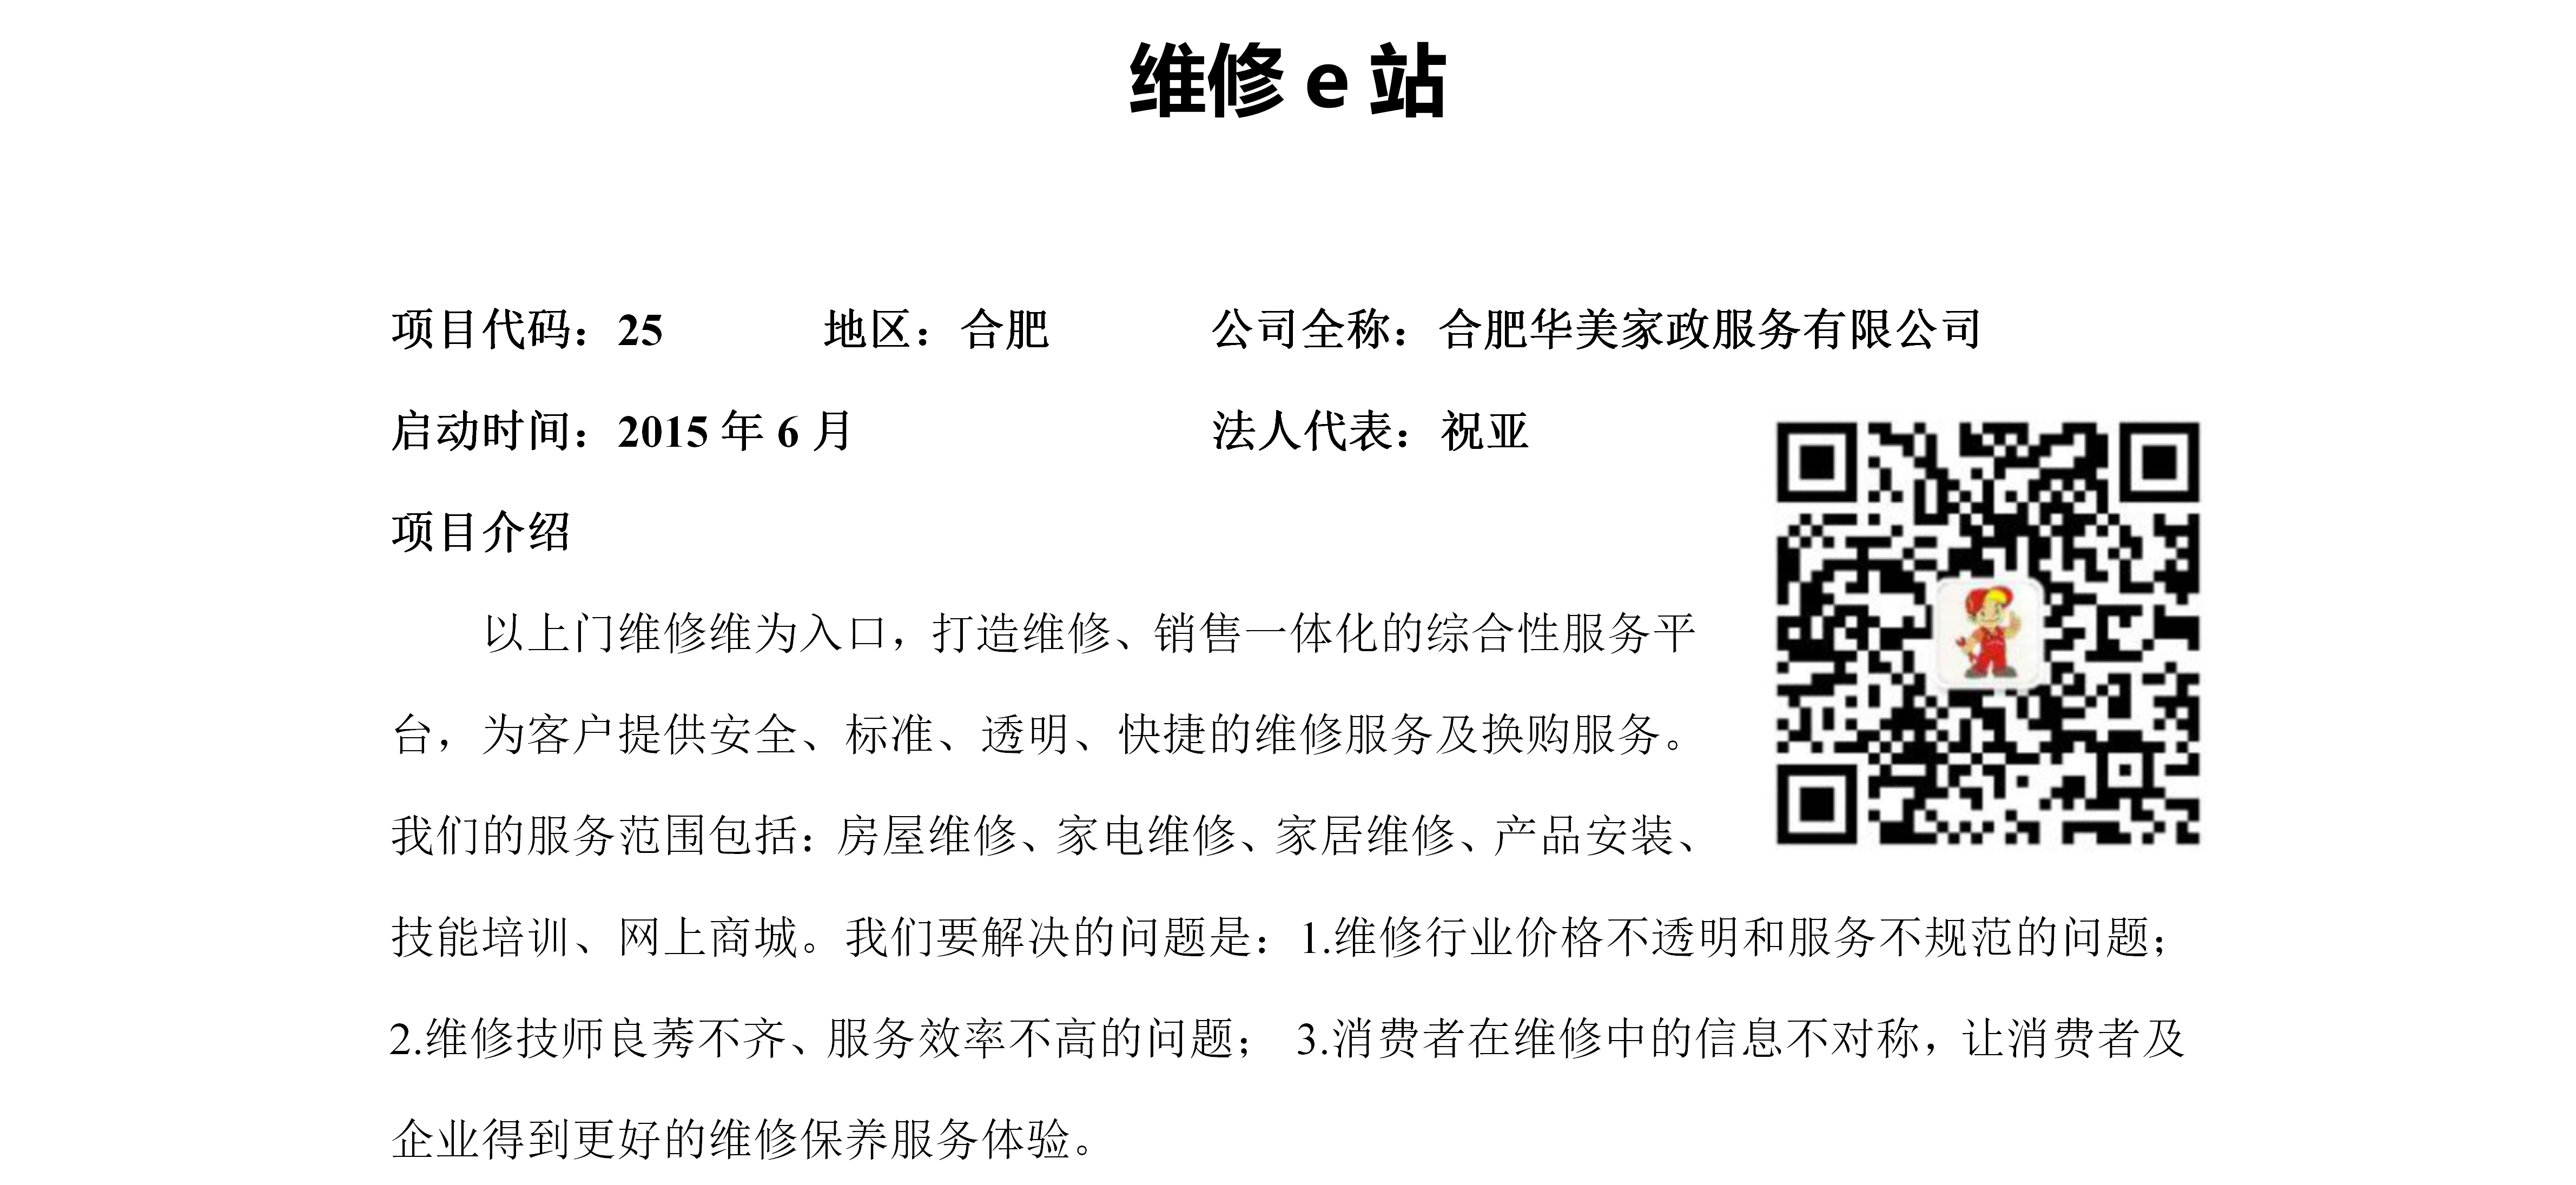 维修 e 站
项目代码：25 地区：合肥 公司全称：合肥华美家政服务有限公司
启动时间：2015 年 6 月 法人代表：祝亚
项目介绍
以上门维修维为入口，打造维修、销售一体化的综合性服务平
台，为客户提供安全、标准、透明、快捷的维修服务及换购服务。
我们的服务范围包括：房屋维修、家电维修、家居维修、产品安装、
技能培训、网上商城。我们要解决的问题是：1.维修行业价格不透明和服务不规范的问题；
2.维修技师良莠不齐、服务效率不高的问题； 3.消费者在维修中的信息不对称，让消费者及
企业得到更好的维修保养服务体验。